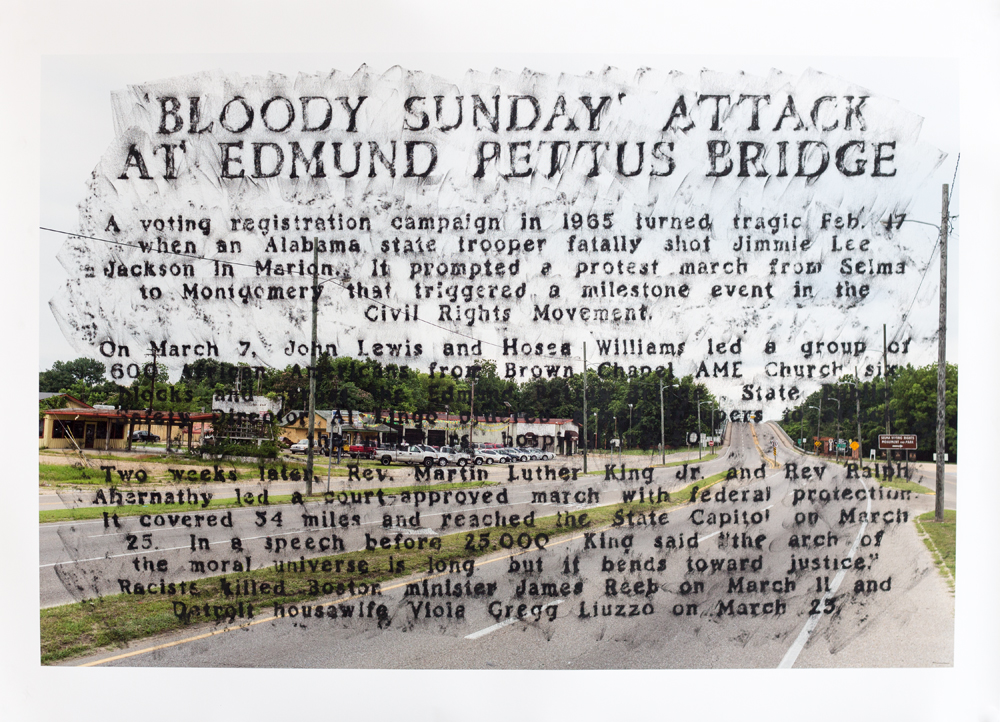 'BLOODY SUNDAY' ATTACK
AT EDMUND PETTUS BRIDGE
A voting registration campaign in 1965 turned tragic Feb. 17
when an Alabama state trooper fatally shot Jimmie Lee
Jackson in Marion. It prompted a protest march from Selma
to Montgomery that triggered a milestone event in the
Civil Rights Movement.
On March 7, John Lewis and Hosea Williams led a group of
600 African Americans from Brown Chapel AME Church six
blocks and State
Safety Director Al Lingo
Two weeks later, Rev. Martin Luther King Jr. and Rev Ralph
Abernathy led a court-approved march with federal protection.
It covered 54 miles and reached the State Capitol on March
25. In a speech before 25,000 King said "the arch of
the moral universe is long but it bends toward justice."
Racists killed Boston minister James Reeb on March 11 and
Detroit housewife Viola Gregg Liuzzo on March 25.